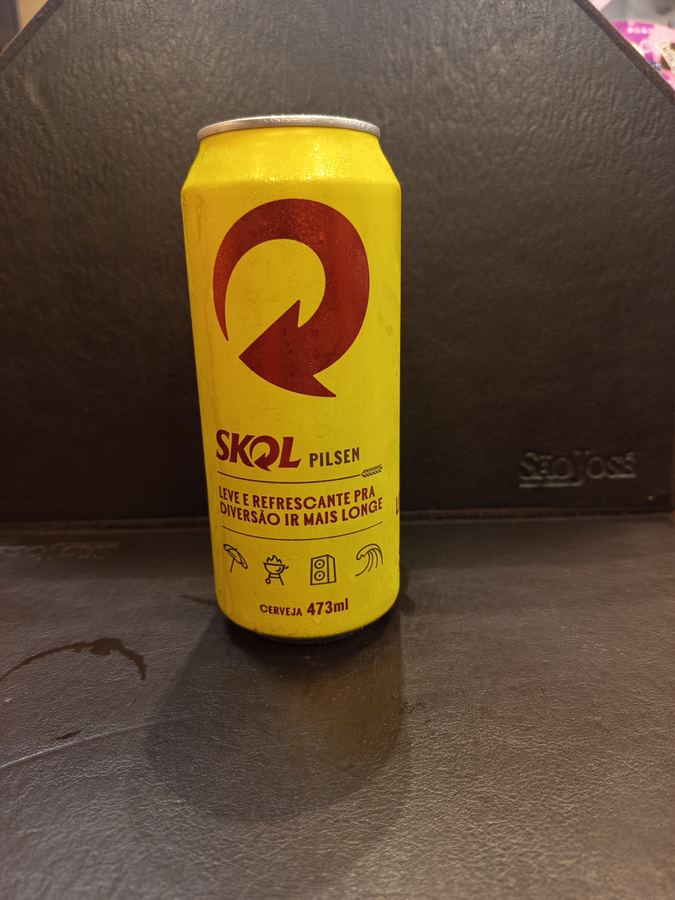 SKOL PILSEN
LEVE E REFRESCANTE PRA
DIVERSÃO IR MAIS LONGE
CERVEJA 473ml
SÃO JOSÉ